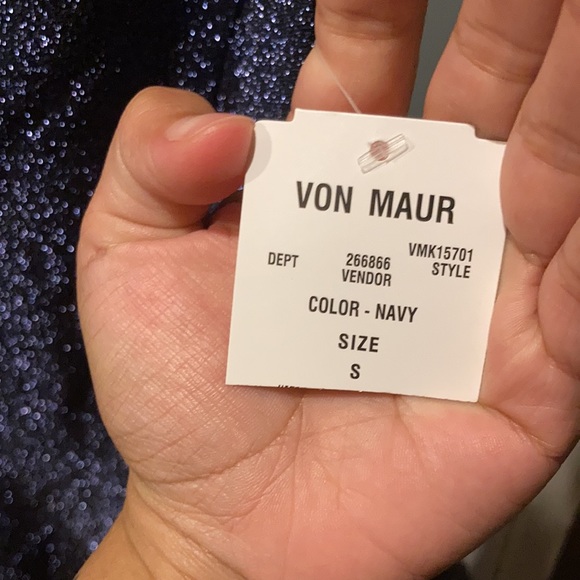 VON MAUR
VMK15701
DEPT 266866 STYLE
VENDOR
COLOR - NAVY
SIZE
S